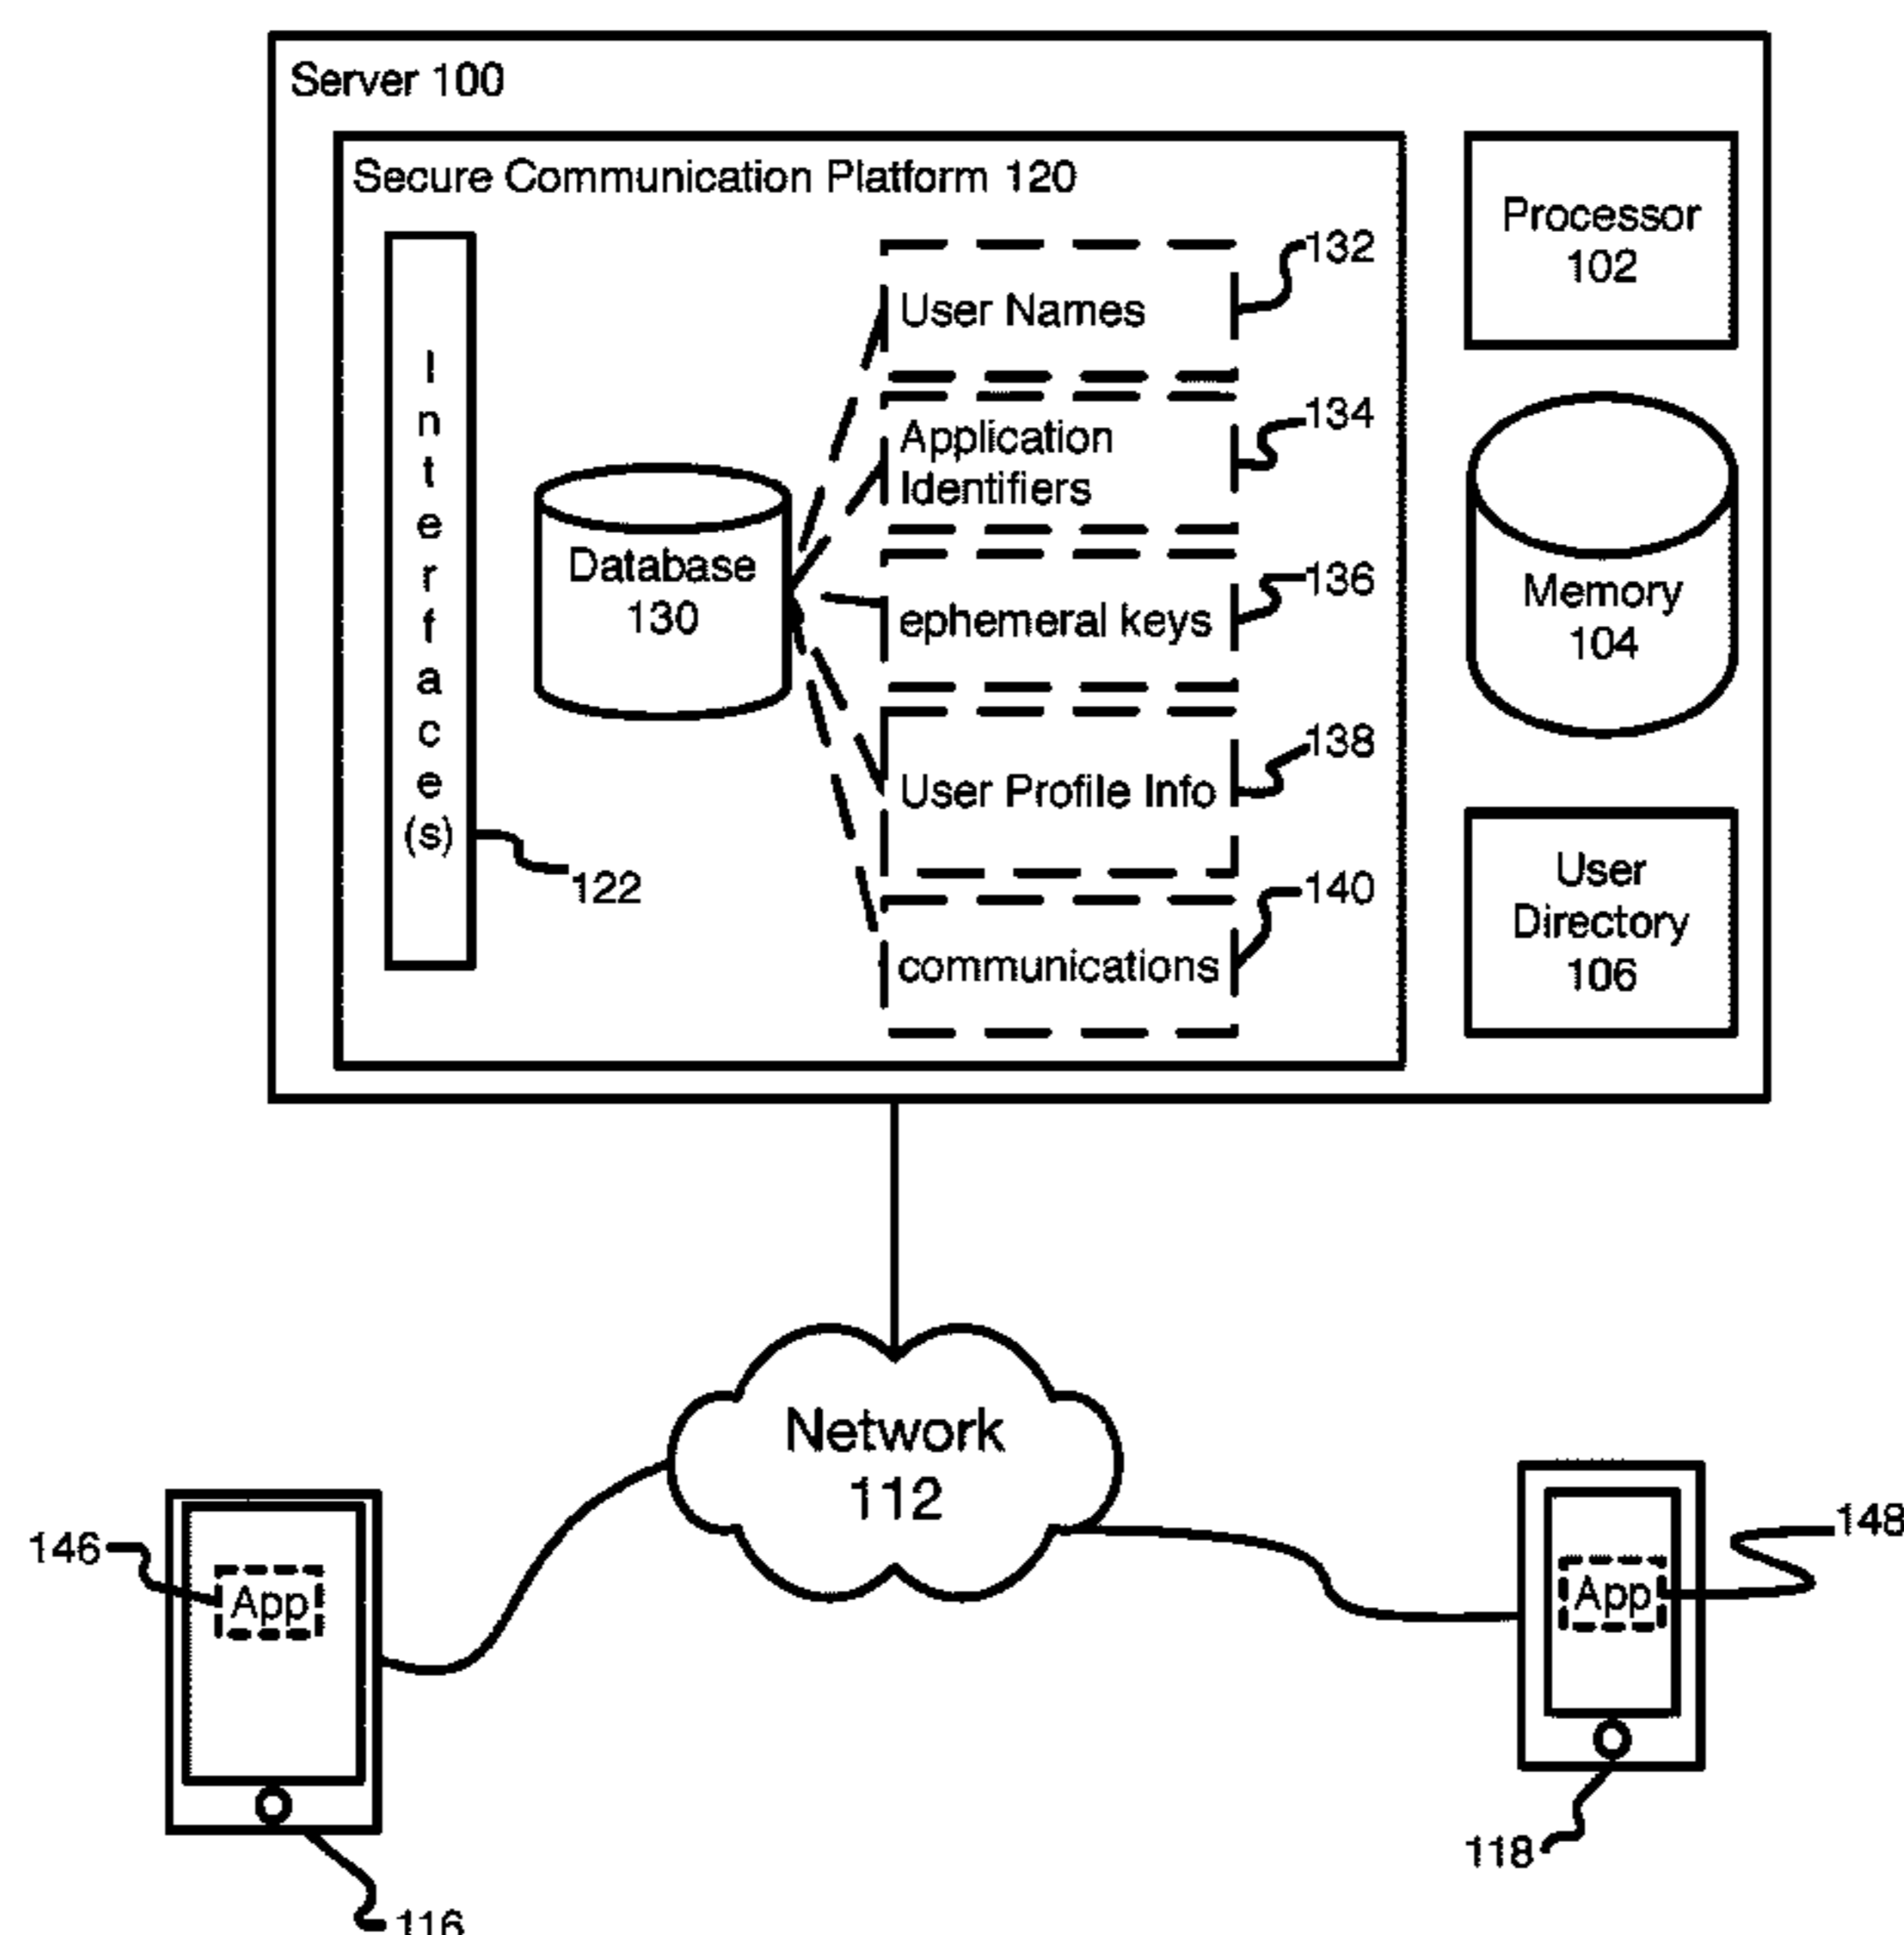 Server 100
Secure Communication Platform 120
Interface(s)
122
Database
130
User Names
132
Application
Identifiers
134
ephemeral keys
136
User Profile Info
138
communications
140
Processor
102
Memory
104
User
Directory
106
Network
112
146
App
116
148
App
118